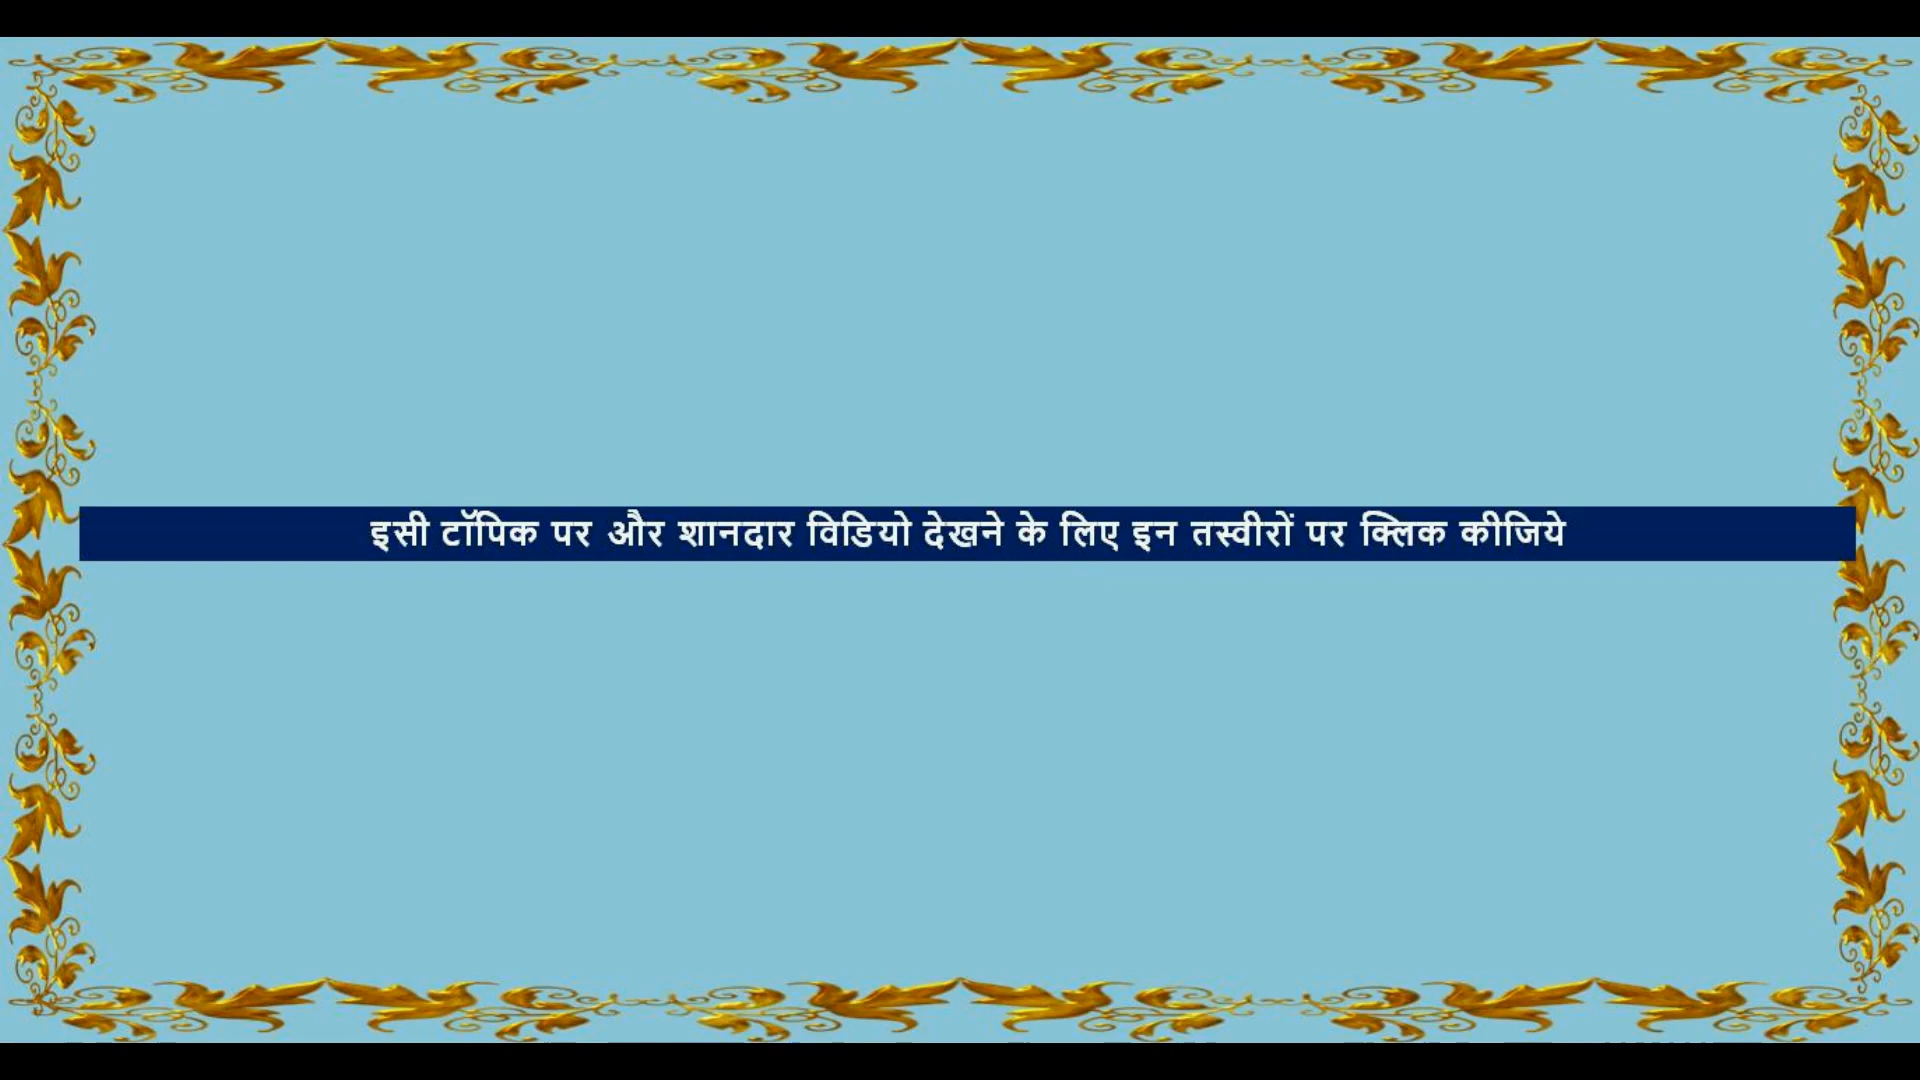 इसी टॉपिक पर और शानदार विडियो देखने के लिए इन तस्वीरों पर क्लिक कीजिये